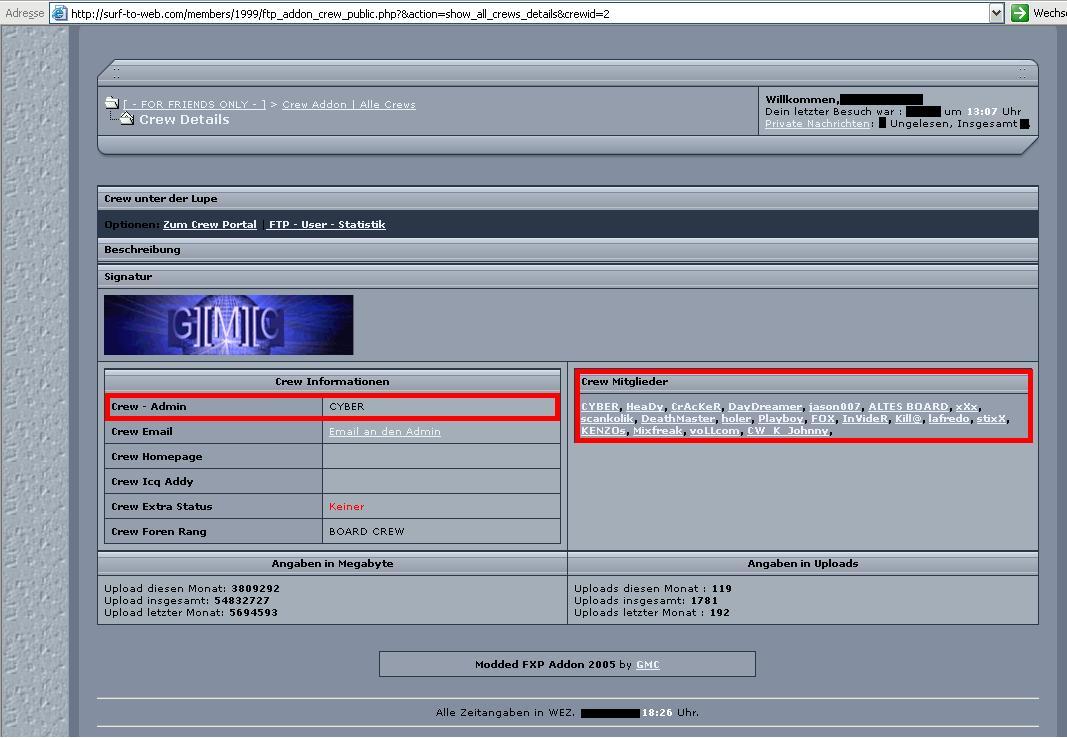 Adresse http://surf-to-web.com/members/1999/ftp_addon_crew_public.php?&action=show_all_crews_details&crewid=2 Wechse
[ - FOR FRIENDS ONLY - ] > Crew Addon | Alle Crews
Crew Details
Willkommen,
Dein letzter Besuch war : um 13:07 Uhr
Private Nachrichten: Ungelesen, Insgesamt
Crew unter der Lupe
Optionen: Zum Crew Portal | FTP - User - Statistik
Beschreibung
Signatur
G|[M]|C
Crew Informationen
Crew - Admin CYBER
Crew Email Email an den Admin
Crew Homepage
Crew Icq Addy
Crew Extra Status Keiner
Crew Foren Rang BOARD CREW
Crew Mitglieder
CYBER, HeaDy, CrAcKeR, DayDreamer, jason007, ALTES BOARD, xXx,
scankolik, DeathMaster, holer, Playboy, FOX, InVideR, Kill@, lafredo, stixX,
KENZOs, Mixfreak, voLLcom, CW_K_Johnny,
Angaben in Megabyte
Upload diesen Monat: 3809292
Upload insgesamt: 54832727
Upload letzter Monat: 5694593
Angaben in Uploads
Uploads diesen Monat : 119
Uploads insgesamt: 1781
Uploads letzter Monat : 192
Modded FXP Addon 2005 by GMC
Alle Zeitangaben in WEZ. 18:26 Uhr.